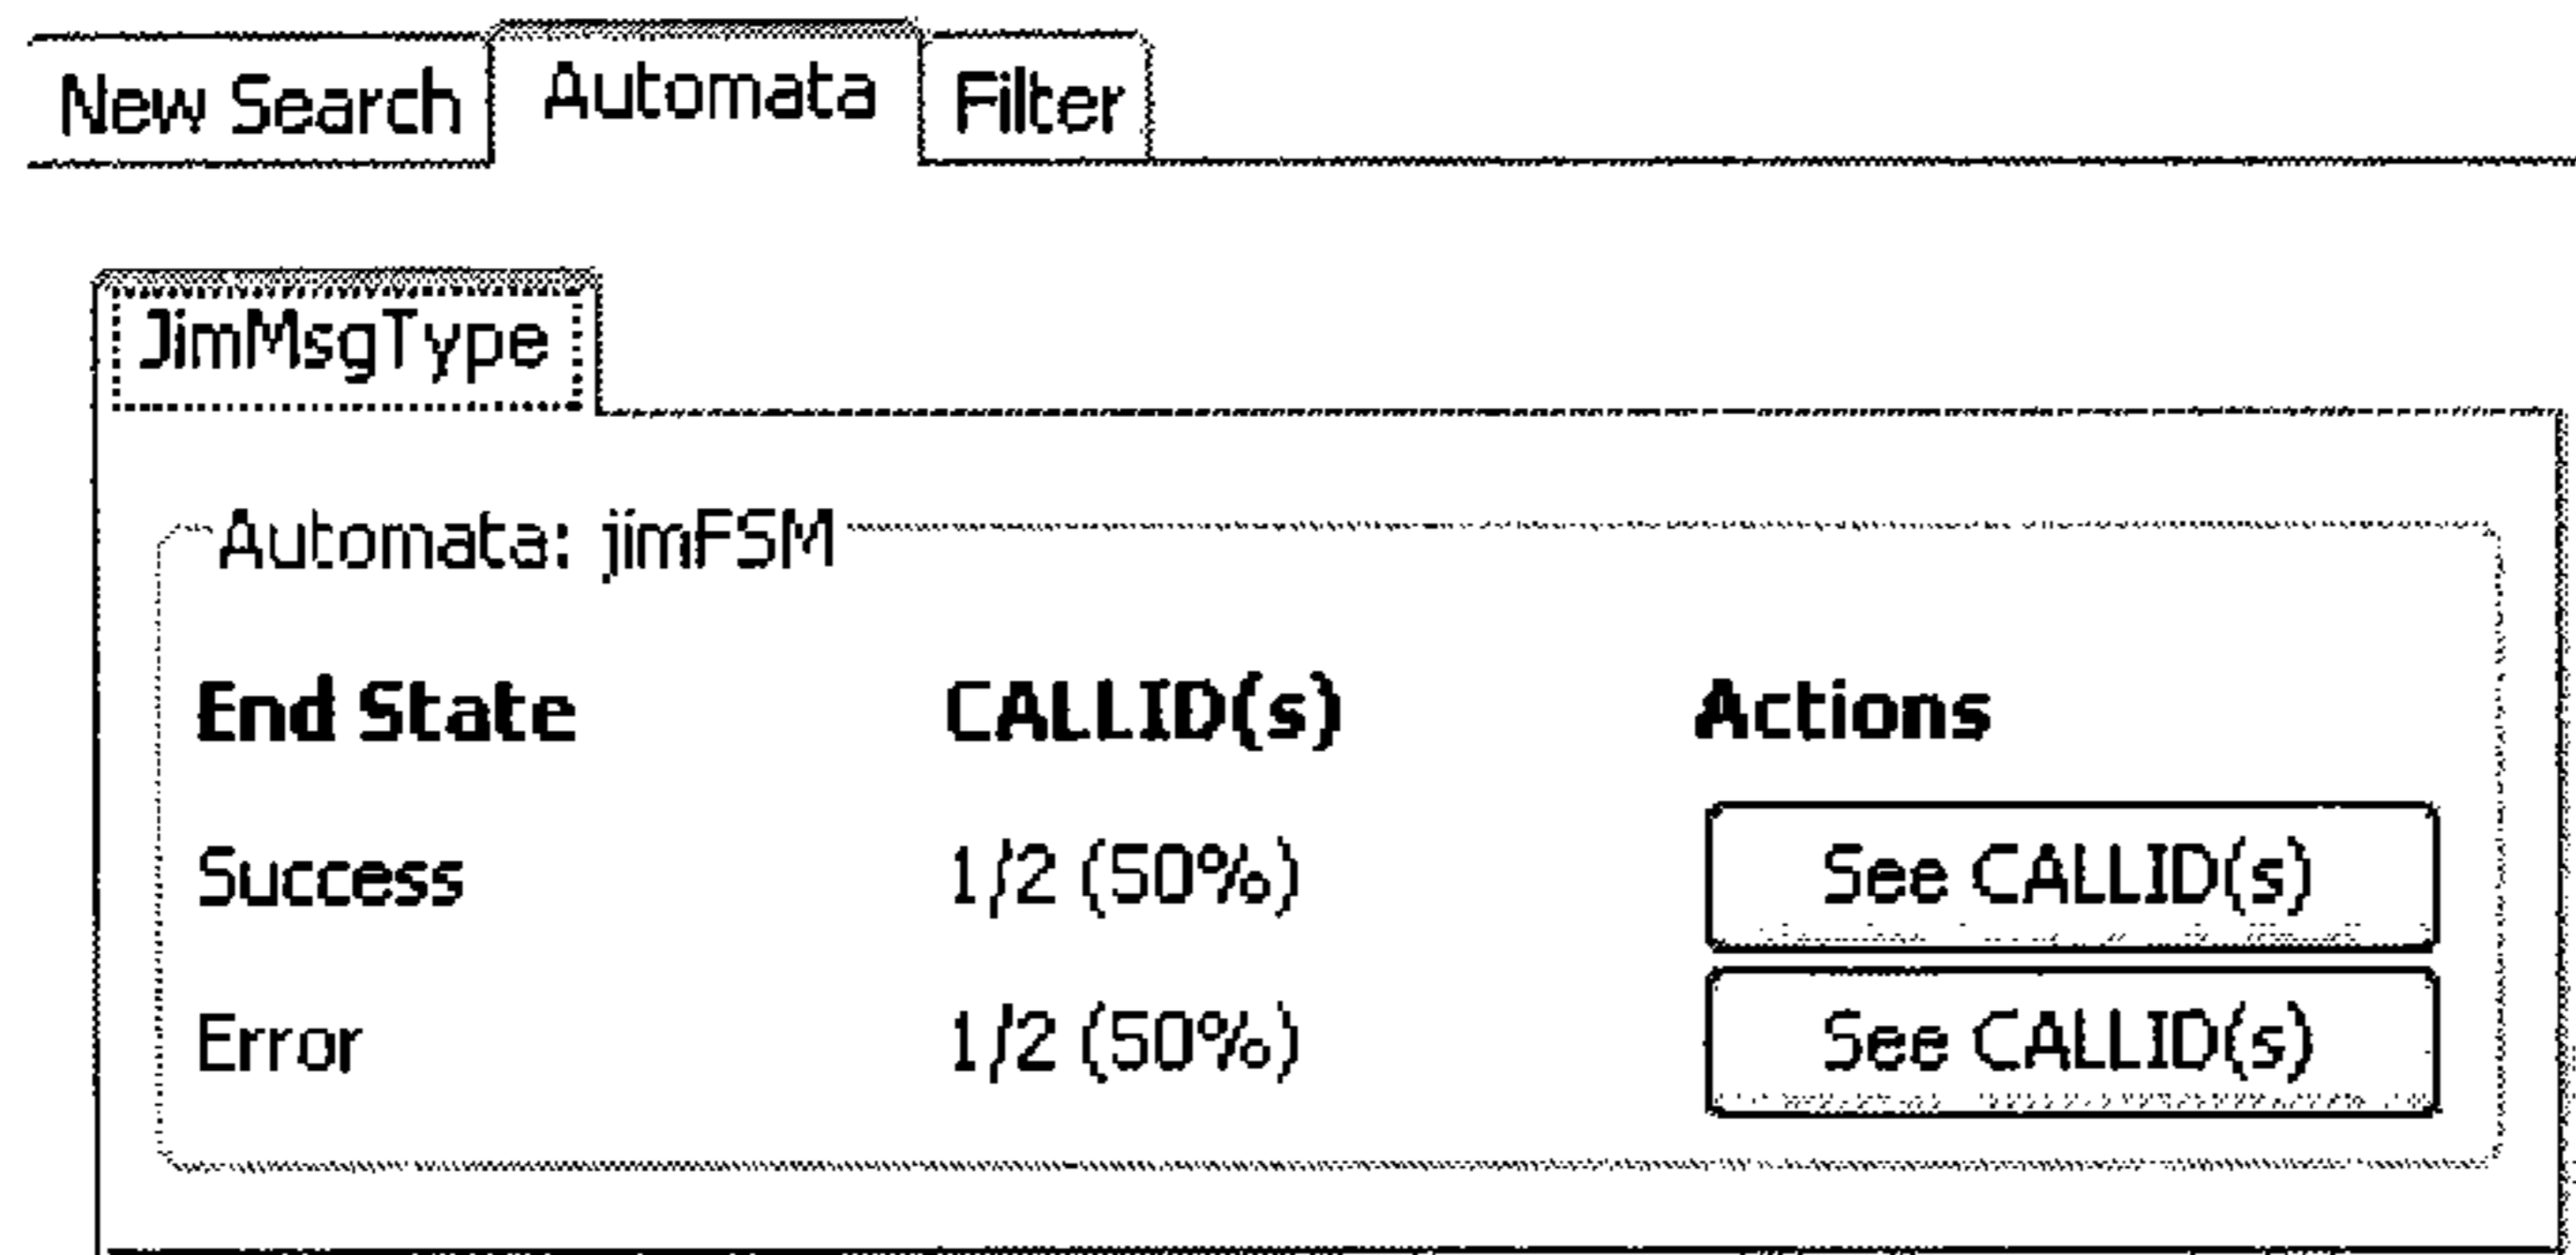 New Search Automata Filter
JimMsgType
Automata: jimFSM
End State CALLID(s) Actions
Success 1/2 (50%) See CALLID(s)
Error 1/2 (50%) See CALLID(s)